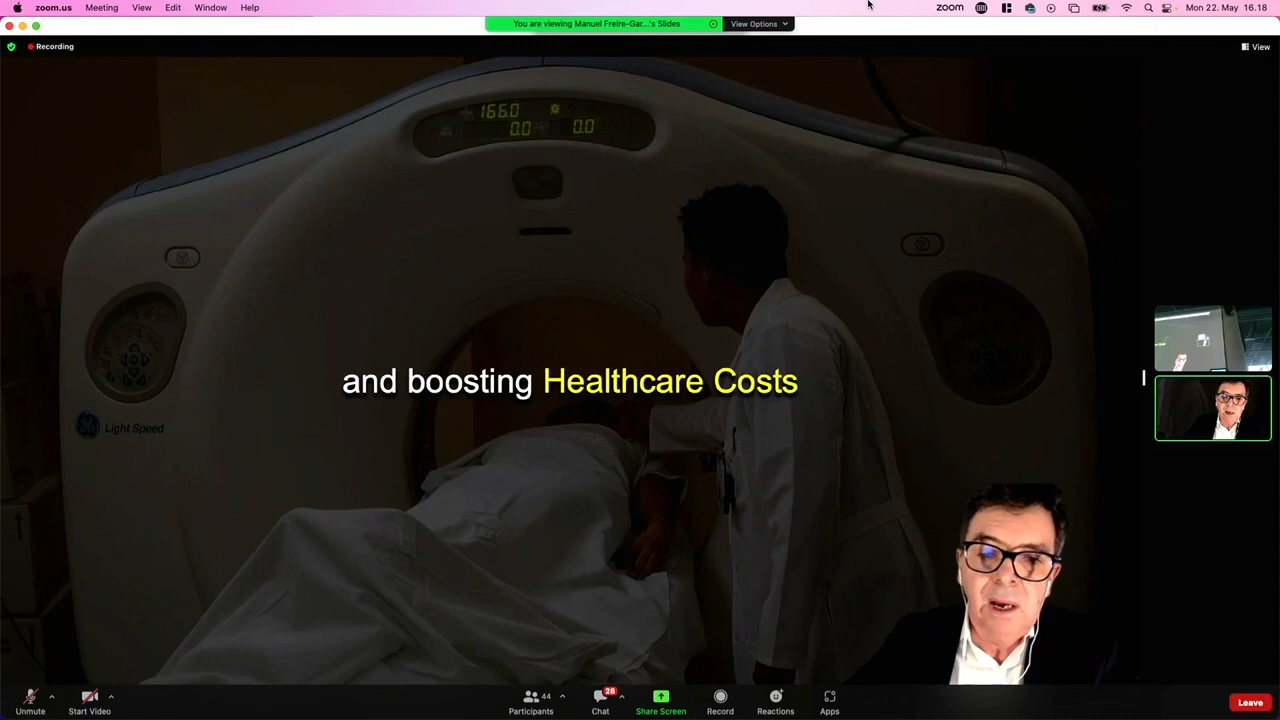 zoom.us Meeting View Edit Window Help
zoom
Mon 22. May 16.18
You are viewing Manuel Freire-Gar...'s Slides
View Options
Recording
View
166.0
0.0 0.0
and boosting Healthcare Costs
GE Light Speed
Unmute
Start Video
44
Participants
28
Chat
Share Screen
Record
Reactions
Apps
Leave